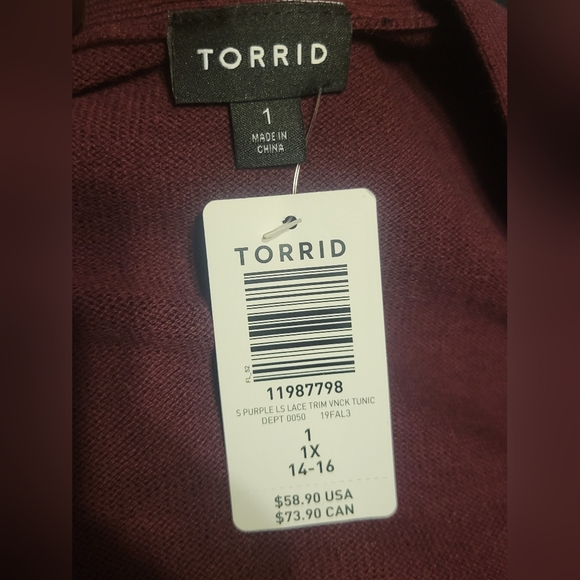 TORRID
1
MADE IN
CHINA
TORRID
FL_52
11987798
S PURPLE LS LACE TRIM VNCK TUNIC
DEPT 0050 19FAL3
1
1X
14-16
$58.90 USA
$73.90 CAN